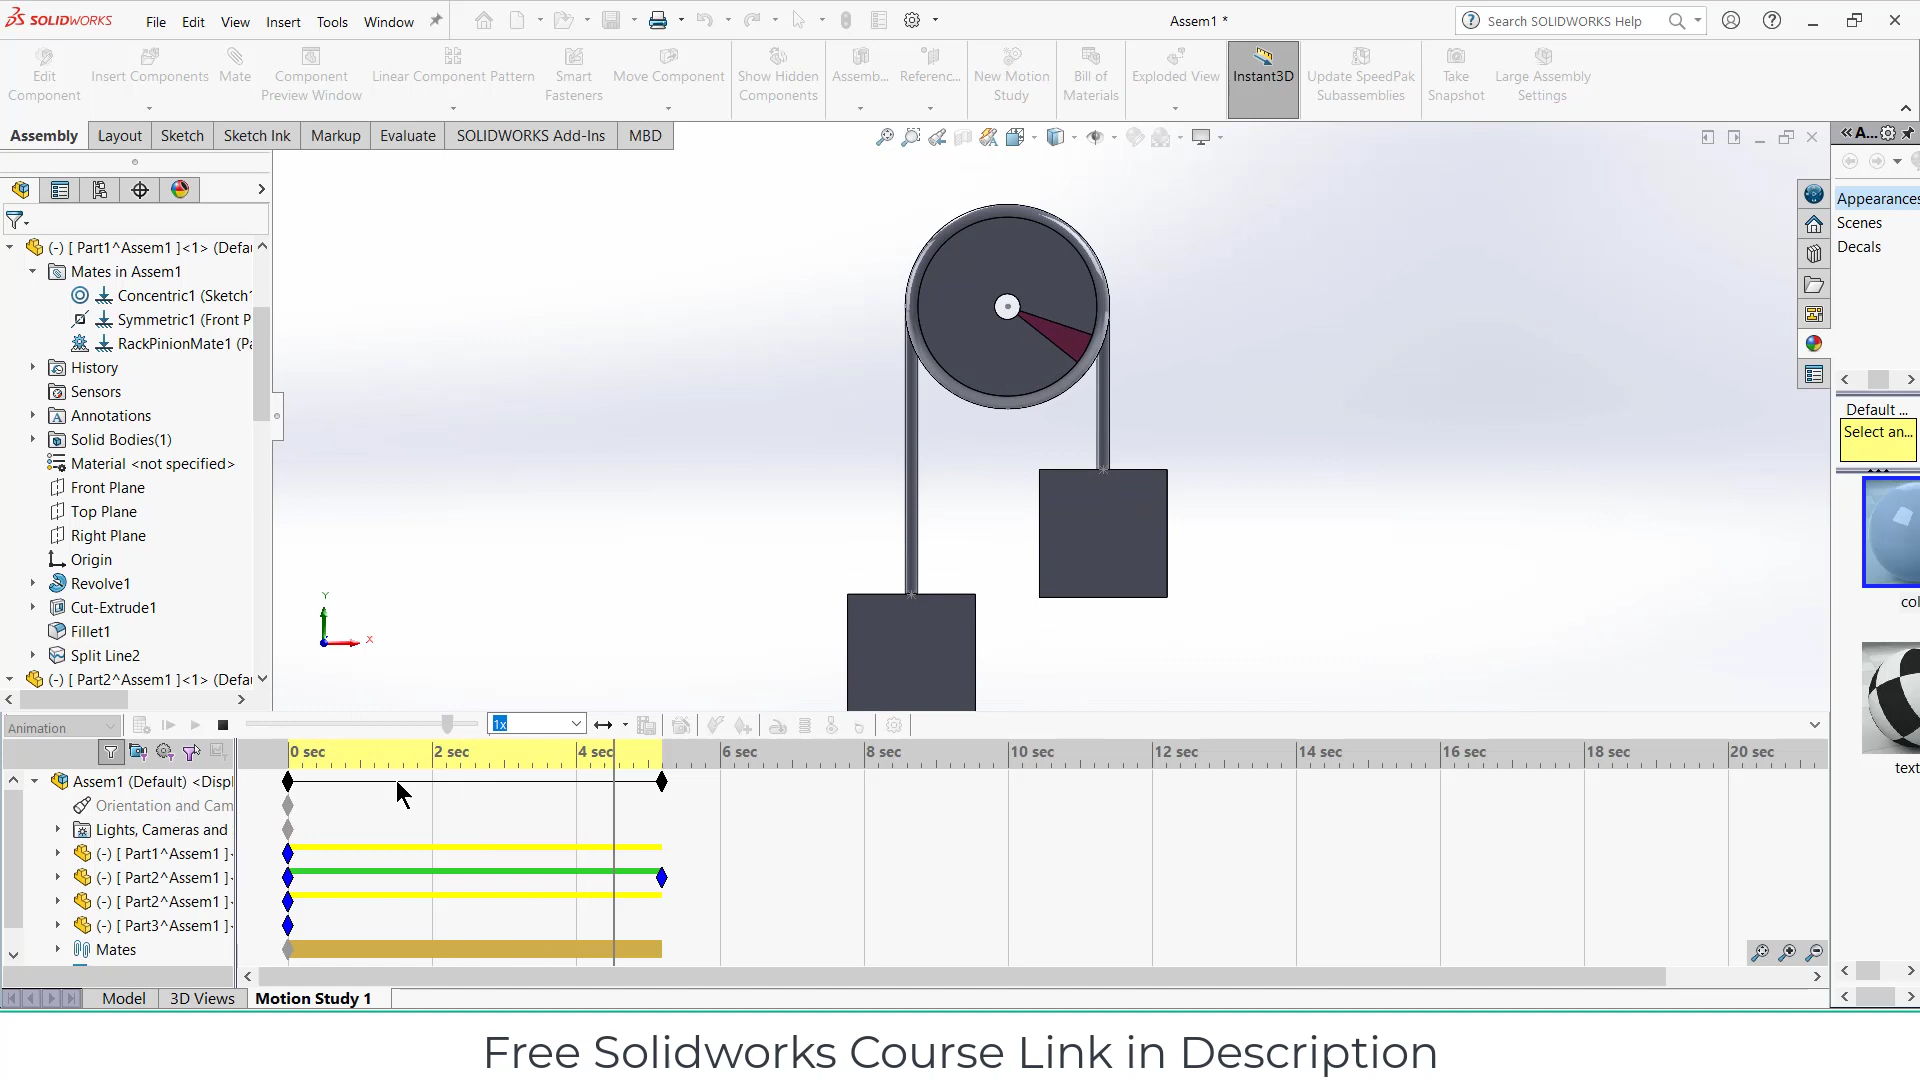 SOLIDWORKS
File
Edit
View
Insert
Tools
Window
Assem1 *
Search SOLIDWORKS Help
Edit Component
Insert Components
Mate
Component Preview Window
Linear Component Pattern
Smart Fasteners
Move Component
Show Hidden Components
Assemb...
Referenc...
New Motion Study
Bill of Materials
Exploded View
Instant3D
Update SpeedPak Subassemblies
Take Snapshot
Large Assembly Settings
Assembly
Layout
Sketch
Sketch Ink
Markup
Evaluate
SOLIDWORKS Add-Ins
MBD
(-) [ Part1^Assem1 ]<1> (Defau
Mates in Assem1
Concentric1 (Sketch1
Symmetric1 (Front P
RackPinionMate1 (Pa
History
Sensors
Annotations
Solid Bodies(1)
Material <not specified>
Front Plane
Top Plane
Right Plane
Origin
Revolve1
Cut-Extrude1
Fillet1
Split Line2
(-) [ Part2^Assem1 ]<1> (Defau
Y
X
A...
Appearances
Scenes
Decals
Default ...
Select an...
col
text
Animation
1x
0 sec
2 sec
4 sec
6 sec
8 sec
10 sec
12 sec
14 sec
16 sec
18 sec
20 sec
Assem1 (Default) <Displ
Orientation and Cam
Lights, Cameras and
(-) [ Part1^Assem1 ]
(-) [ Part2^Assem1 ]
(-) [ Part2^Assem1 ]
(-) [ Part3^Assem1 ]
Mates
Model
3D Views
Motion Study 1
Free Solidworks Course Link in Description